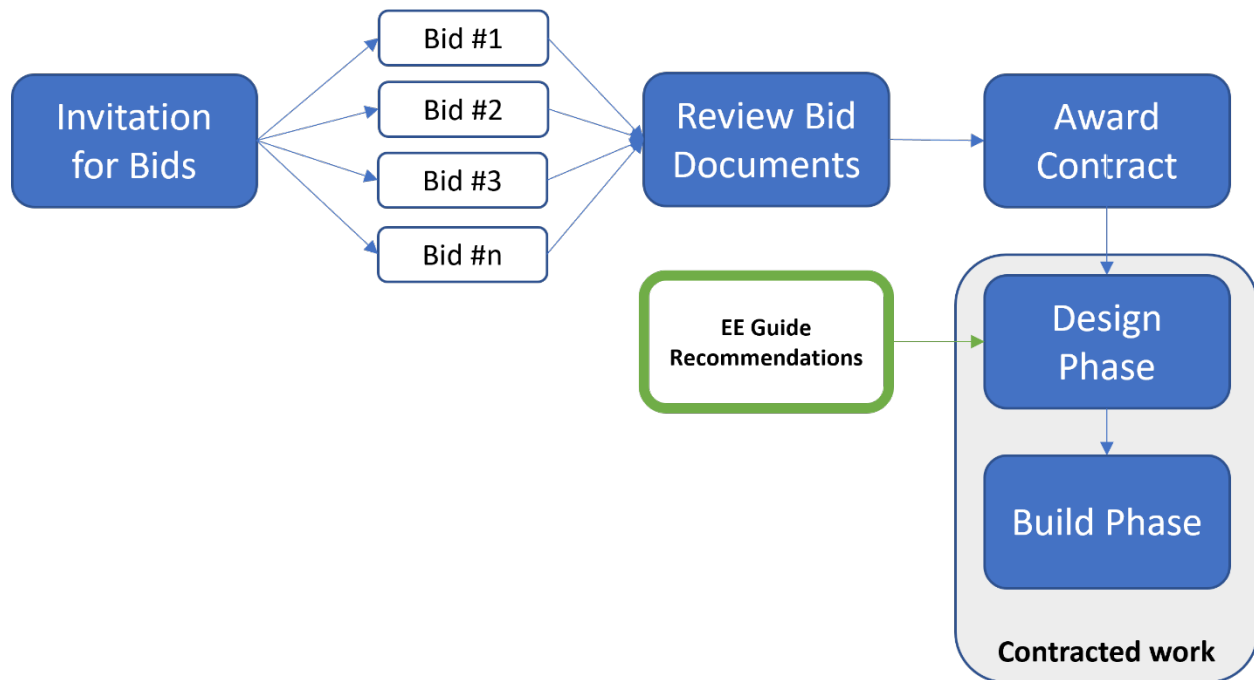 Invitation
for Bids
Bid #1
Bid #2
Bid #3
Bid #n
Review Bid
Documents
Award
Contract
EE Guide
Recommendations
Design
Phase
Build Phase
Contracted work